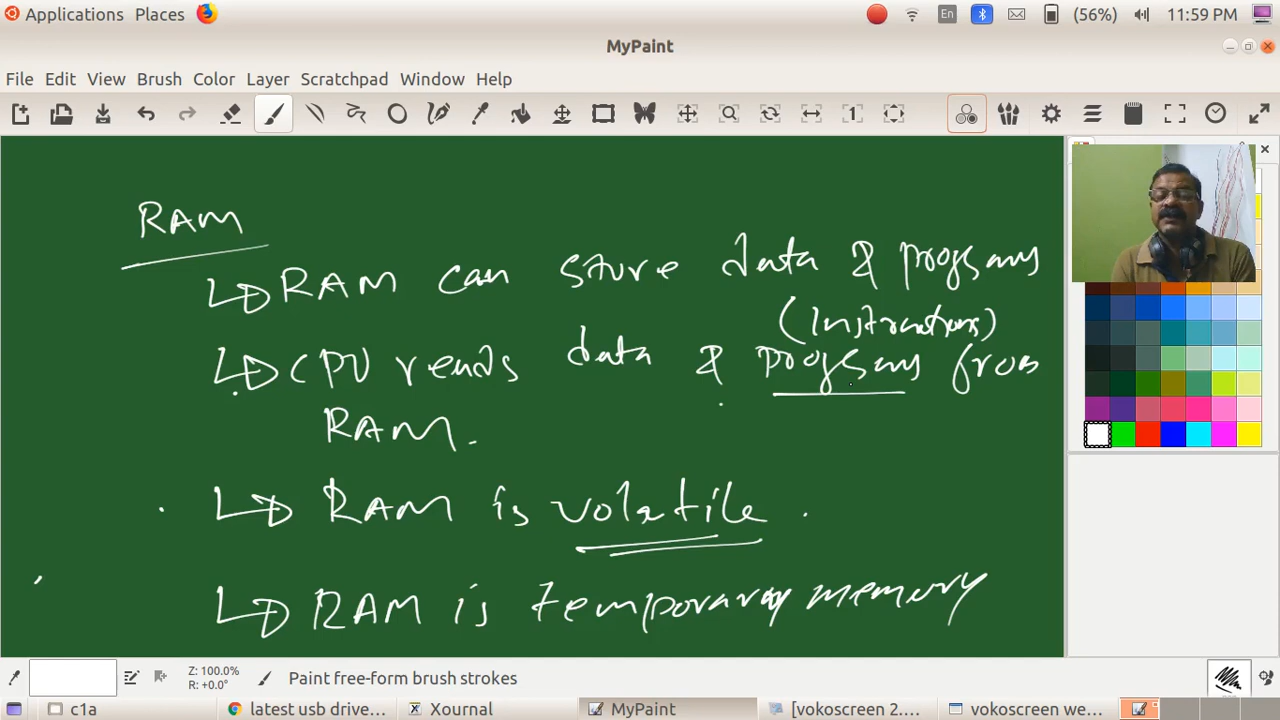 Applications Places En (56%) 11:59 PM
MyPaint
File Edit View Brush Color Layer Scratchpad Window Help
RAM
RAM can store data & programs
(Instructions)
CPU reads data & programs from
RAM.
RAM is volatile.
RAM is temporary memory
Z: 100.0%
R: +0.0°
Paint free-form brush strokes
c1a latest usb drive... Xournal MyPaint [vokoscreen 2.... vokoscreen we...